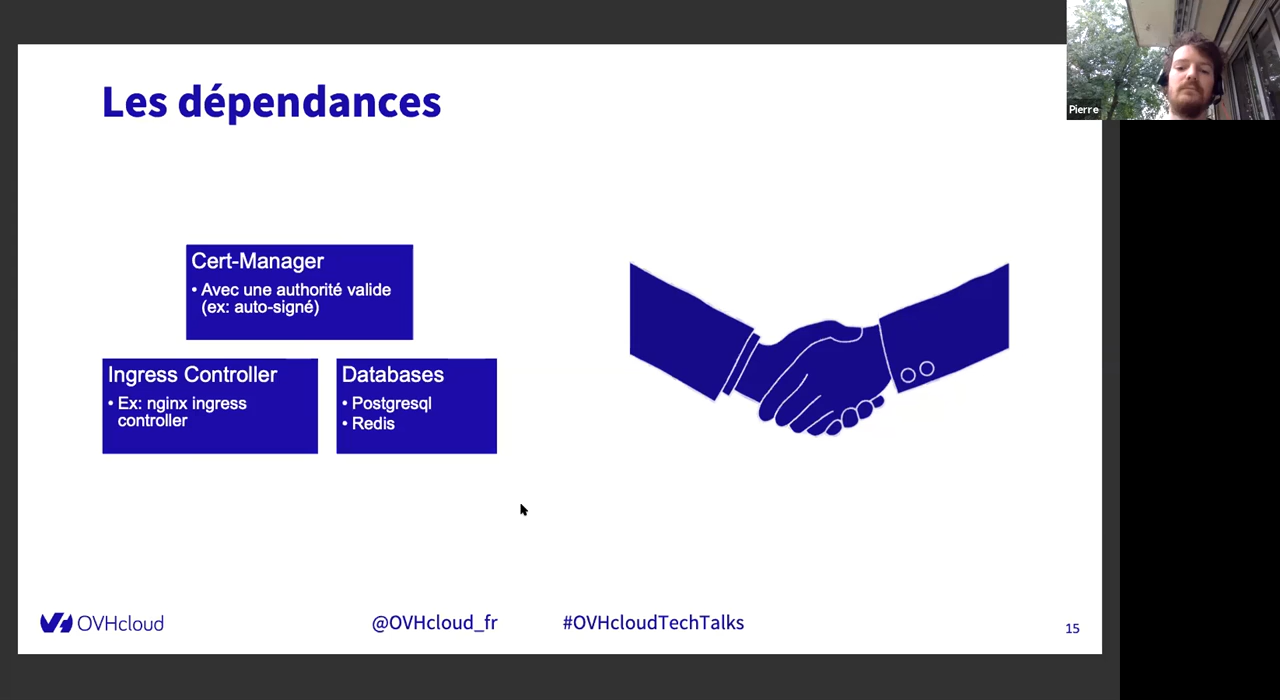 Les dépendances
Pierre
Cert-Manager
• Avec une authorité valide
(ex: auto-signé)
Ingress Controller
• Ex: nginx ingress
controller
Databases
• Postgresql
• Redis
OVHcloud
@OVHcloud_fr
#OVHcloudTechTalks
15